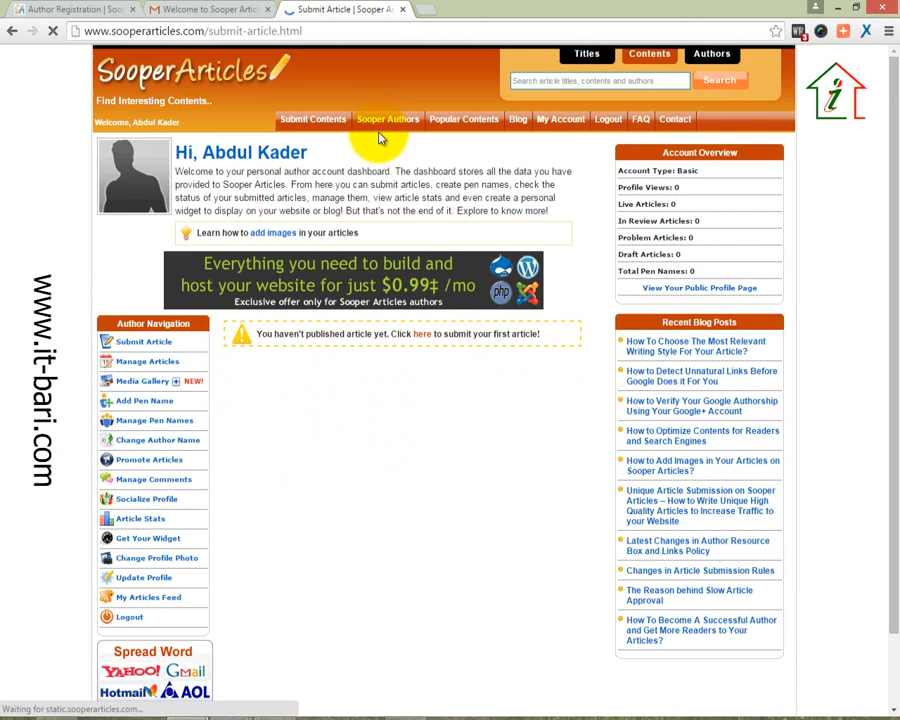 Author Registration | Soop
Welcome to Sooper Articl
Submit Article | Sooper Ar
www.sooperarticles.com/submit-article.html
SooperArticles
Find Interesting Contents..
Welcome, Abdul Kader
Titles
Contents
Authors
Search article titles, contents and authors
Search
Submit Contents
Sooper Authors
Popular Contents
Blog
My Account
Logout
FAQ
Contact
Hi, Abdul Kader
Welcome to your personal author account dashboard. The dashboard stores all the data you have
provided to Sooper Articles. From here you can submit articles, create pen names, check the
status of your submitted articles, manage them, view article stats and even create a personal
widget to display on your website or blog! But that's not the end of it. Explore to know more!
Learn how to add images in your articles
Everything you need to build and
host your website for just $0.99‡ /mo
Exclusive offer only for Sooper Articles authors
php
You haven't published article yet. Click here to submit your first article!
Author Navigation
Submit Article
Manage Articles
Media Gallery NEW!
Add Pen Name
Manage Pen Names
Change Author Name
Promote Articles
Manage Comments
Socialize Profile
Article Stats
Get Your Widget
Change Profile Photo
Update Profile
My Articles Feed
Logout
Spread Word
YAHOO! Gmail
Hotmail AOL
Account Overview
Account Type: Basic
Profile Views: 0
Live Articles: 0
In Review Articles: 0
Problem Articles: 0
Draft Articles: 0
Total Pen Names: 0
View Your Public Profile Page
Recent Blog Posts
How To Choose The Most Relevant
Writing Style For Your Article?
How to Detect Unnatural Links Before
Google Does it For You
How to Verify Your Google Authorship
Using Your Google+ Account
How to Optimize Contents for Readers
and Search Engines
How to Add Images in Your Articles on
Sooper Articles?
Unique Article Submission on Sooper
Articles – How to Write Unique High
Quality Articles to Increase Traffic to
your Website
Latest Changes in Author Resource
Box and Links Policy
Changes in Article Submission Rules
The Reason behind Slow Article
Approval
How To Become A Successful Author
and Get More Readers to Your
Articles?
www.it-bari.com
Waiting for static.sooperarticles.com...